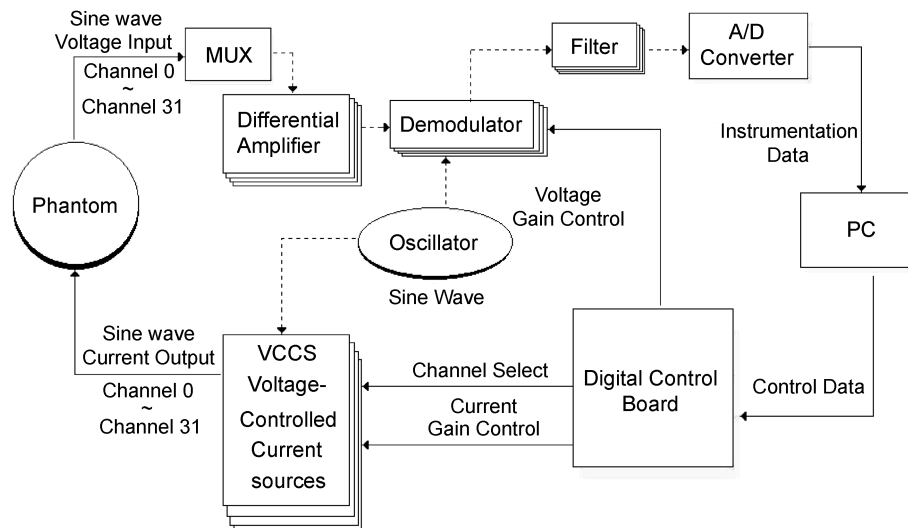 Sine wave
Voltage Input
Channel 0
~
Channel 31
MUX
Differential
Amplifier
Demodulator
Filter
A/D
Converter
Instrumentation
Data
Phantom
Oscillator
Sine Wave
Voltage
Gain Control
PC
Sine wave
Current Output
Channel 0
~
Channel 31
VCCS
Voltage-
Controlled
Current
sources
Channel Select
Current
Gain Control
Digital Control
Board
Control Data